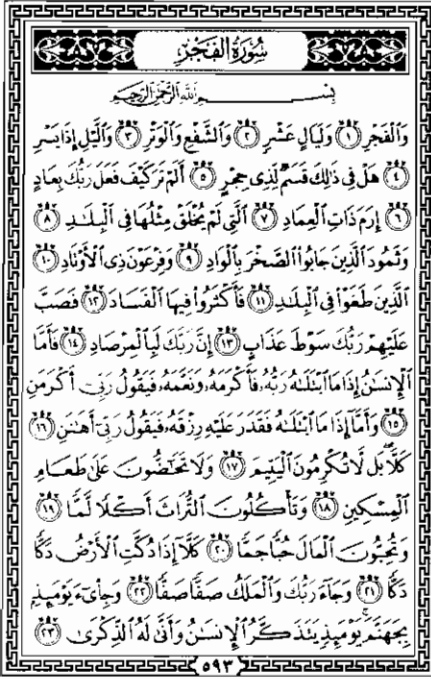 سُورَةُ الفَجْرِ
بِسْمِ اللَّهِ الرَّحْمَٰنِ الرَّحِيمِ
وَٱلْفَجْرِ ١ وَلَيَالٍ عَشْرٍ ٢ وَٱلشَّفْعِ وَٱلْوَتْرِ ٣ وَٱلَّيْلِ إِذَا يَسْرِ
٤ هَلْ فِى ذَٰلِكَ قَسَمٌ لِّذِى حِجْرٍ ٥ أَلَمْ تَرَ كَيْفَ فَعَلَ رَبُّكَ بِعَادٍ
٦ إِرَمَ ذَاتِ ٱلْعِمَادِ ٧ ٱلَّتِى لَمْ يُخْلَقْ مِثْلُهَا فِى ٱلْبِلَٰدِ ٨
وَثَمُودَ ٱلَّذِينَ جَابُوا۟ ٱلصَّخْرَ بِٱلْوَادِ ٩ وَفِرْعَوْنَ ذِى ٱلْأَوْتَادِ ١٠
ٱلَّذِينَ طَغَوْا۟ فِى ٱلْبِلَٰدِ ١١ فَأَكْثَرُوا۟ فِيهَا ٱلْفَسَادَ ١٢ فَصَبَّ
عَلَيْهِمْ رَبُّكَ سَوْطَ عَذَابٍ ١٣ إِنَّ رَبَّكَ لَبِٱلْمِرْصَادِ ١٤ فَأَمَّا
ٱلْإِنسَٰنُ إِذَا مَا ٱبْتَلَىٰهُ رَبُّهُۥ فَأَكْرَمَهُۥ وَنَعَّمَهُۥ فَيَقُولُ رَبِّىٓ أَكْرَمَنِ
١٥ وَأَمَّآ إِذَا مَا ٱبْتَلَىٰهُ فَقَدَرَ عَلَيْهِ رِزْقَهُۥ فَيَقُولُ رَبِّىٓ أَهَٰنَنِ ١٦
كَلَّا بَل لَّا تُكْرِمُونَ ٱلْيَتِيمَ ١٧ وَلَا تَحَٰٓضُّونَ عَلَىٰ طَعَامِ
ٱلْمِسْكِينِ ١٨ وَتَأْكُلُونَ ٱلتُّرَاثَ أَكْلًا لَّمًّا ١٩
وَتُحِبُّونَ ٱلْمَالَ حُبًّا جَمًّا ٢٠ كَلَّآ إِذَا دُكَّتِ ٱلْأَرْضُ دَكًّا
دَكًّا ٢١ وَجَآءَ رَبُّكَ وَٱلْمَلَكُ صَفًّا صَفًّا ٢٢ وَجِا۟ىٓءَ يَوْمَئِذٍۭ
بِجَهَنَّمَ يَوْمَئِذٍ يَتَذَكَّرُ ٱلْإِنسَٰنُ وَأَنَّىٰ لَهُ ٱلذِّكْرَىٰ ٢٣
٥٩٣